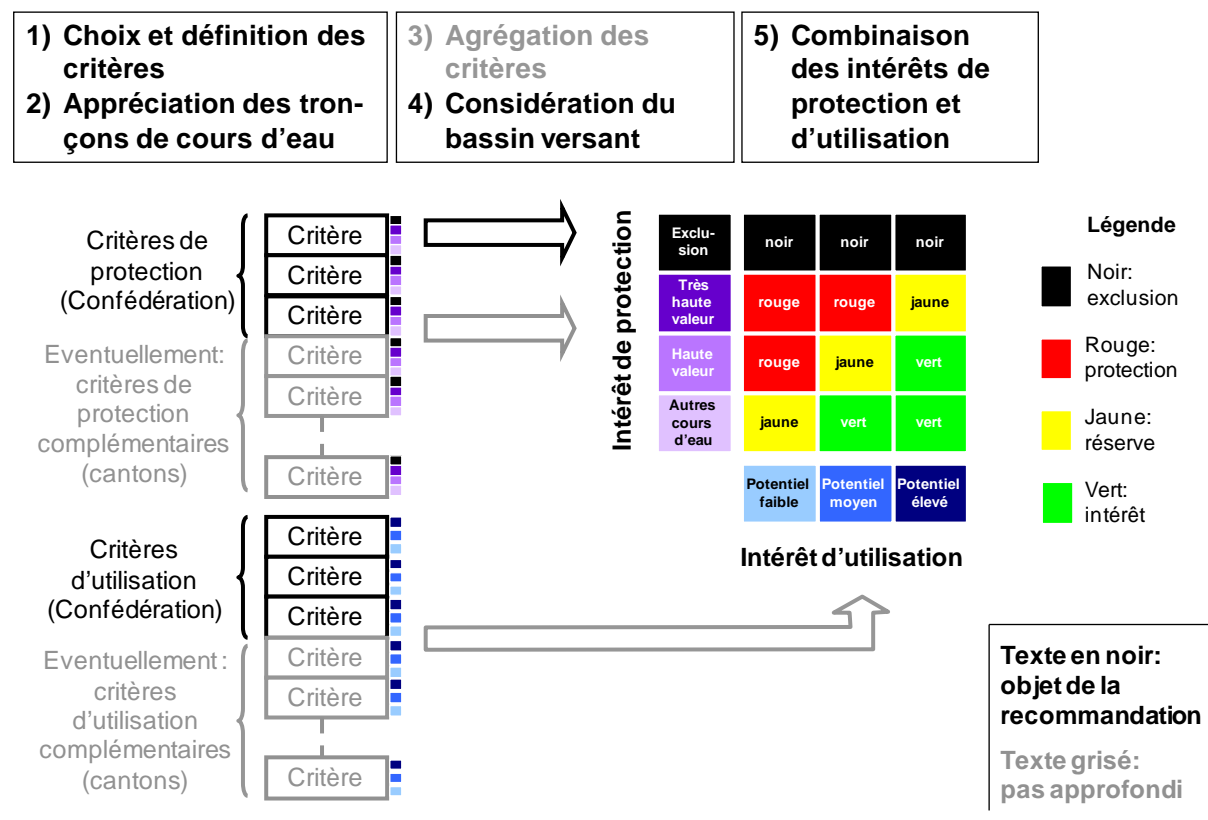 1) Choix et définition des
critères
2) Appréciation des tron-
çons de cours d'eau
3) Agrégation des
critères
4) Considération du
bassin versant
5) Combinaison
des intérêts de
protection et
d'utilisation
Critères de
protection
(Confédération)
Eventuellement:
critères de
protection
complémentaires
(cantons)
Critère
Critère
Critère
Critère
Critère
Critère
Critères
d'utilisation
(Confédération)
Eventuellement:
critères
d'utilisation
complémentaires
(cantons)
Critère
Critère
Critère
Critère
Critère
Critère
Intérêt de protection
Exclu-
sion
noir
noir
noir
Très
haute
valeur
rouge
rouge
jaune
Haute
valeur
rouge
jaune
vert
Autres
cours
d'eau
jaune
vert
vert
Potentiel
faible
Potentiel
moyen
Potentiel
élevé
Intérêt d'utilisation
Légende
Noir:
exclusion
Rouge:
protection
Jaune:
réserve
Vert:
intérêt
Texte en noir:
objet de la
recommandation
Texte grisé:
pas approfondi